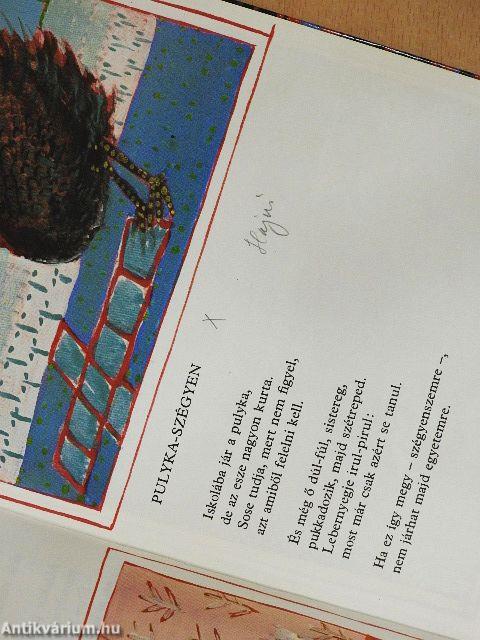 Hajni
x
PULYKA-SZÉGYEN
Iskolába jár a pulyka,
de az esze nagyon kurta.
Sose tudja, mert nem figyel,
azt amiből felelni kell.
És még ő dúl-fúl, sistereg,
pukkadozik, majd szétreped.
Lebernyegje irul-pirul:
most már csak azért se tanul.
Ha ez így megy – szégyenszemre –,
nem járhat majd egyetemre.
Antikvárium.hu